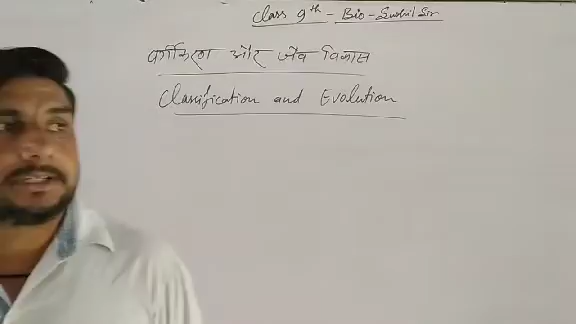 Class 9th - Bio - Sushil Sir
वर्गीकरण और जैव विकास
Classification and Evolution